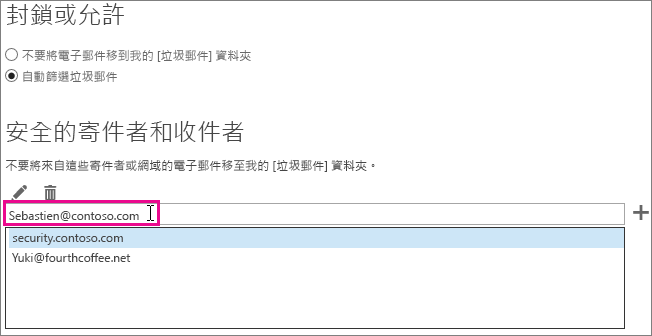 封鎖或允許
不要將電子郵件移到我的 [垃圾郵件] 資料夾
自動篩選垃圾郵件
安全的寄件者和收件者
不要將來自這些寄件者或網域的電子郵件移至我的 [垃圾郵件] 資料夾。
Sebastien@contoso.com
security.contoso.com
Yuki@fourthcoffee.net